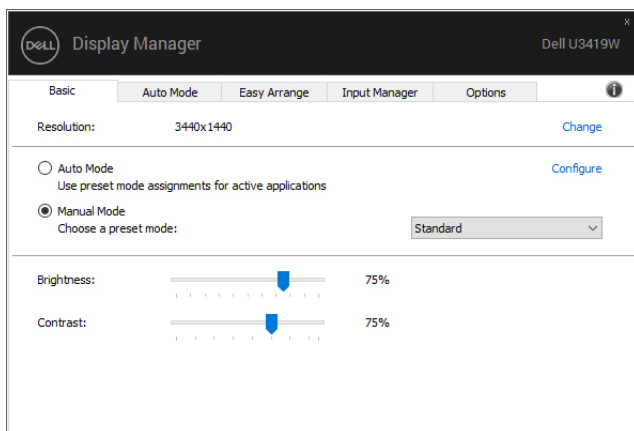 DELL Display Manager Dell U3419W
x
Basic Auto Mode Easy Arrange Input Manager Options i
Resolution: 3440x1440 Change
Auto Mode Configure
Use preset mode assignments for active applications
Manual Mode
Choose a preset mode: Standard
Brightness: 75%
Contrast: 75%